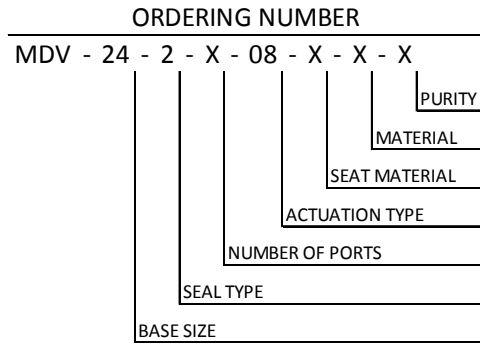 ORDERING NUMBER
MDV - 24 - 2 - X - 08 - X - X - X
PURITY
MATERIAL
SEAT MATERIAL
ACTUATION TYPE
NUMBER OF PORTS
SEAL TYPE
BASE SIZE